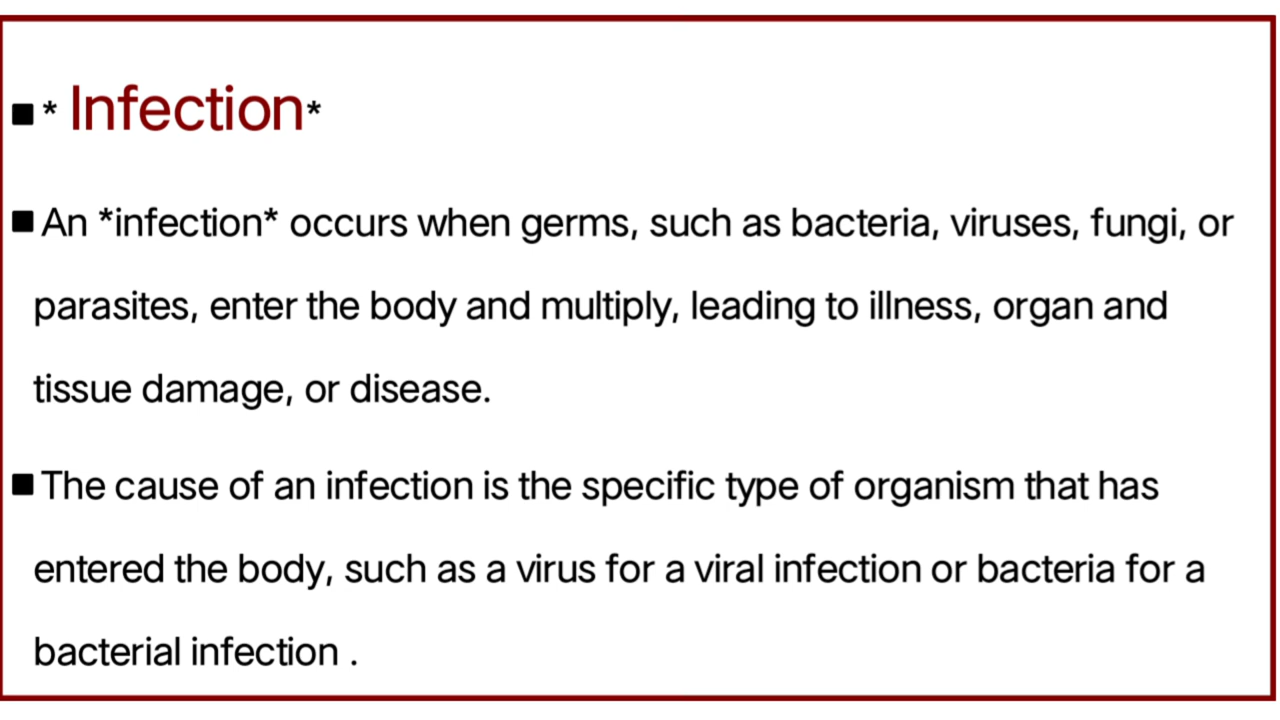 ■ * Infection*
■ An *infection* occurs when germs, such as bacteria, viruses, fungi, or
parasites, enter the body and multiply, leading to illness, organ and
tissue damage, or disease.
■ The cause of an infection is the specific type of organism that has
entered the body, such as a virus for a viral infection or bacteria for a
bacterial infection .